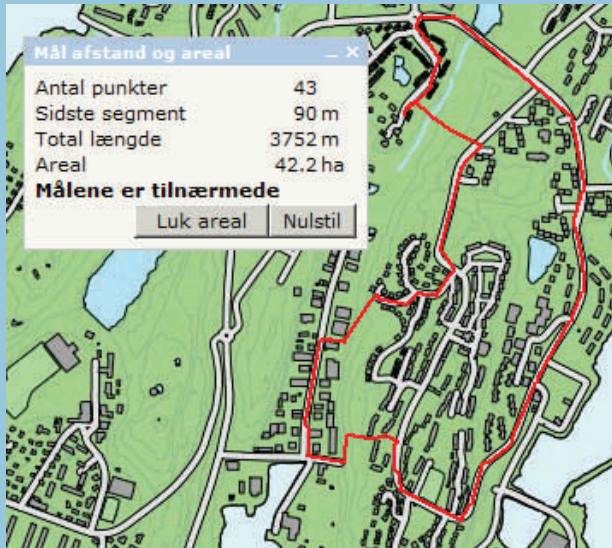 Mål afstand og areal
Antal punkter 43
Sidste segment 90 m
Total længde 3752 m
Areal 42.2 ha
Målene er tilnærmede
Luk areal Nulstil